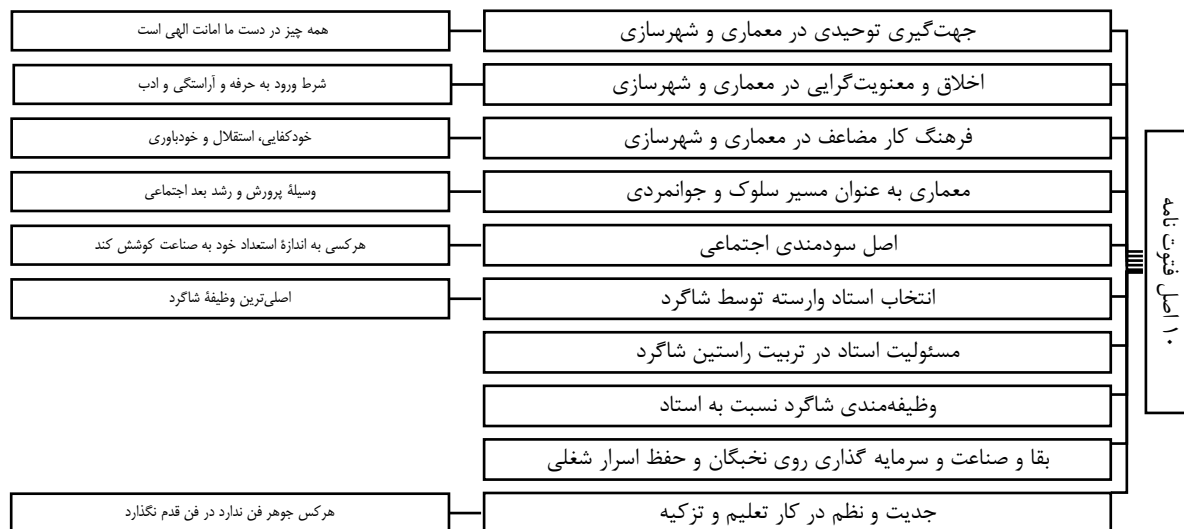 ۱۰ اصل فتوت نامه
جهت‌گیری توحیدی در معماری و شهرسازی
همه چیز در دست ما امانت الهی است
اخلاق و معنویت‌گرایی در معماری و شهرسازی
شرط ورود به حرفه و آراستگی و ادب
فرهنگ کار مضاعف در معماری و شهرسازی
خودکفایی، استقلال و خودباوری
معماری به عنوان مسیر سلوک و جوانمردی
وسیلۀ پرورش و رشد بعد اجتماعی
اصل سودمندی اجتماعی
هرکسی به اندازۀ استعداد خود به صناعت کوشش کند
انتخاب استاد وارسته توسط شاگرد
اصلی‌ترین وظیفۀ شاگرد
مسئولیت استاد در تربیت راستین شاگرد
وظیفه‌مندی شاگرد نسبت به استاد
بقا و صناعت و سرمایه گذاری روی نخبگان و حفظ اسرار شغلی
جدیت و نظم در کار تعلیم و تزکیه
هرکس جوهر فن ندارد در فن قدم نگذارد